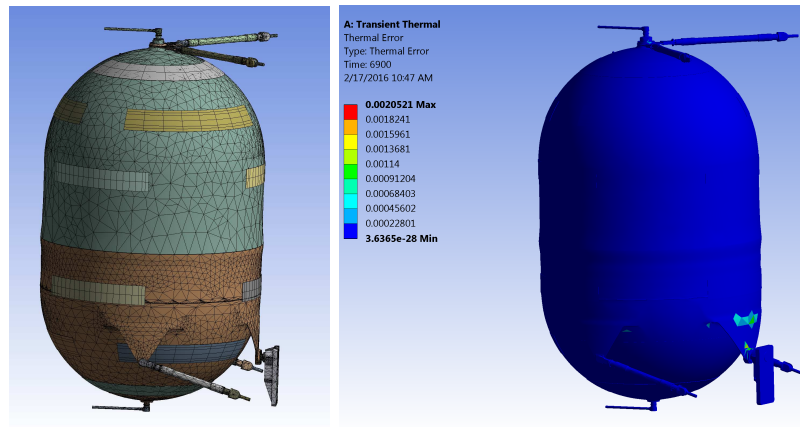 A: Transient Thermal
Thermal Error
Type: Thermal Error
Time: 6900
2/17/2016 10:47 AM
0.0020521 Max
0.0018241
0.0015961
0.0013681
0.00114
0.00091204
0.00068403
0.00045602
0.00022801
3.6365e-28 Min